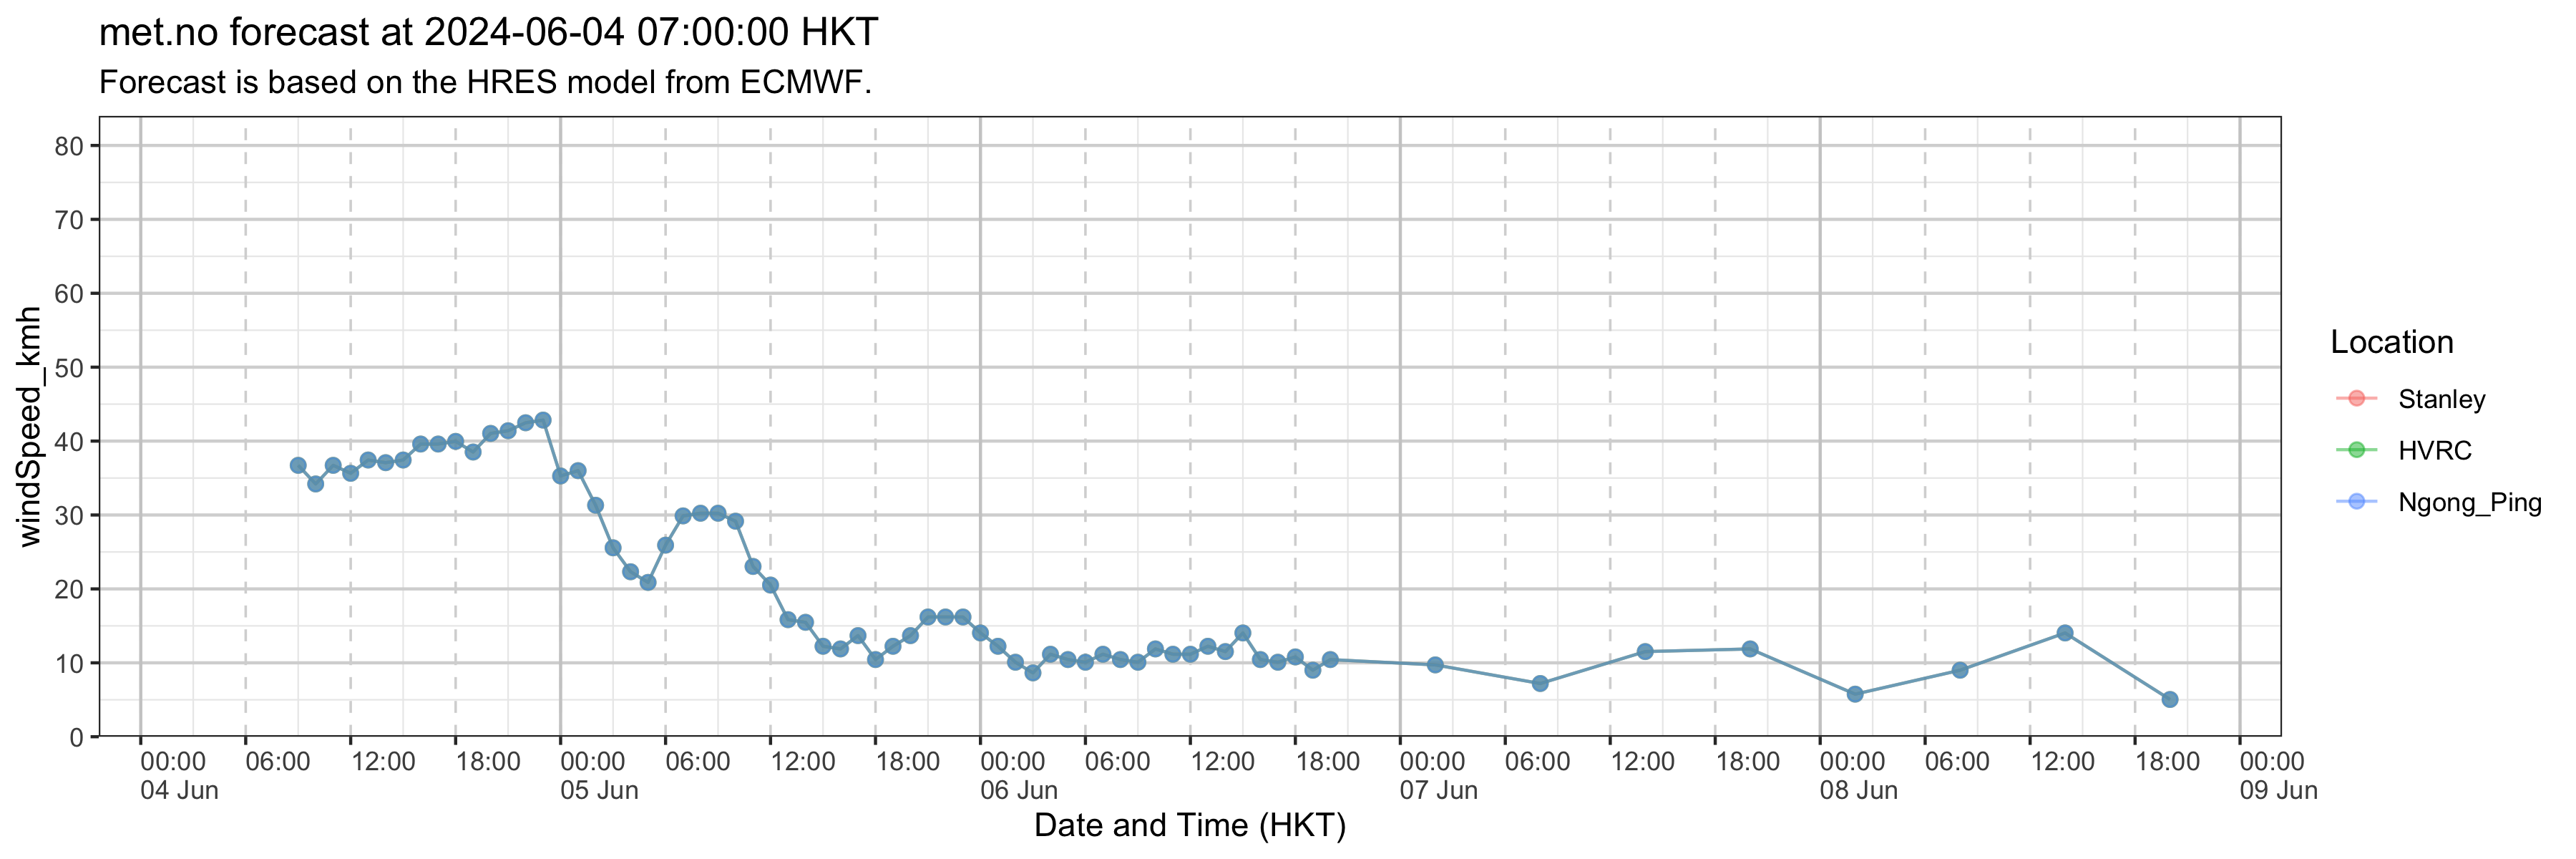 met.no forecast at 2024-06-04 07:00:00 HKT
Forecast is based on the HRES model from ECMWF.
windSpeed_kmh
80
70
60
50
40
30
20
10
0
00:00 06:00 12:00 18:00 00:00 06:00 12:00 18:00 00:00 06:00 12:00 18:00 00:00 06:00 12:00 18:00 00:00 06:00 12:00 18:00 00:00
04 Jun 05 Jun 06 Jun 07 Jun 08 Jun 09 Jun
Date and Time (HKT)
Location
Stanley
HVRC
Ngong_Ping